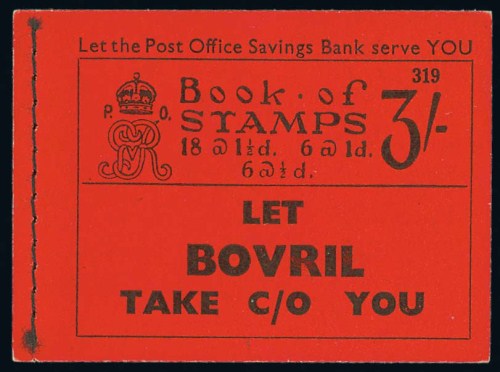 Let the Post Office Savings Bank serve YOU
319
P. O.
Book · of
STAMPS
3/-
18 @ 1½d. 6 @ 1d.
6 @ ½d.
LET
BOVRIL
TAKE C/O YOU